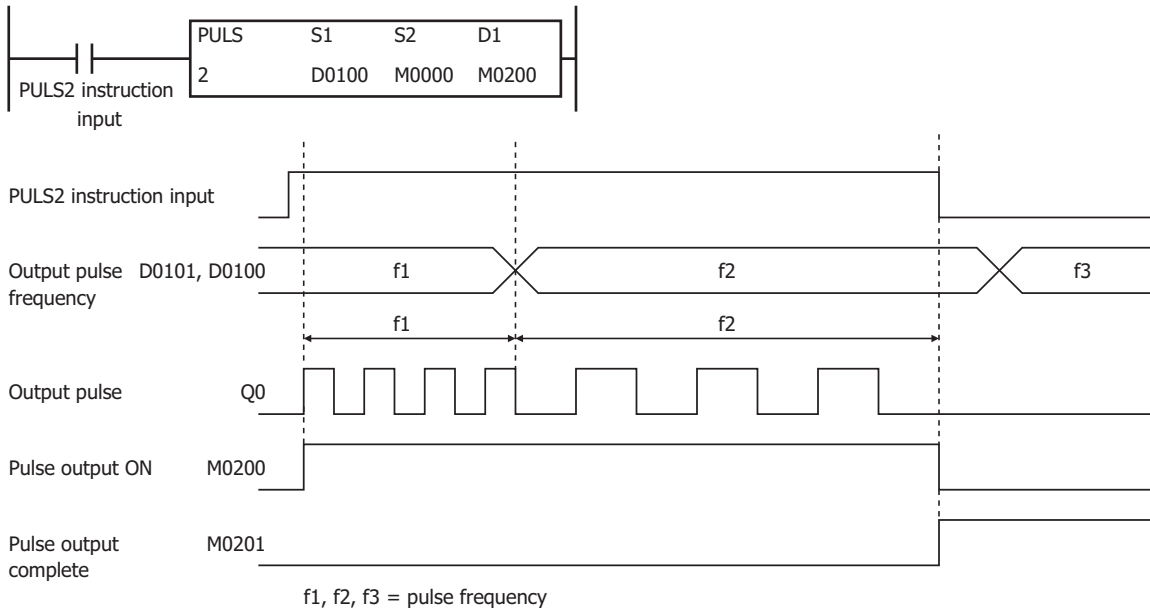 PULS S1 S2 D1
2 D0100 M0000 M0200
PULS2 instruction
input
PULS2 instruction input
Output pulse D0101, D0100
frequency
f1 f2 f3
f1 f2
Output pulse Q0
Pulse output ON M0200
Pulse output M0201
complete
f1, f2, f3 = pulse frequency